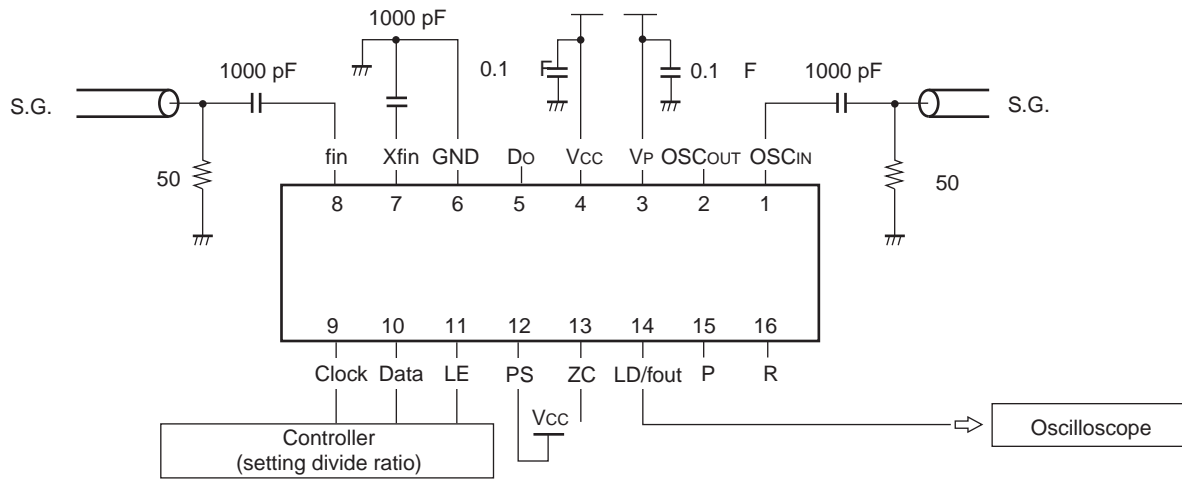 1000 pF
1000 pF
0.1 F
0.1 F
1000 pF
S.G.
S.G.
50
50
fin Xfin GND DO VCC VP OSCOUT OSCIN
8 7 6 5 4 3 2 1
9 10 11 12 13 14 15 16
Clock Data LE PS ZC LD/fout P R
VCC
Controller
(setting divide ratio)
Oscilloscope